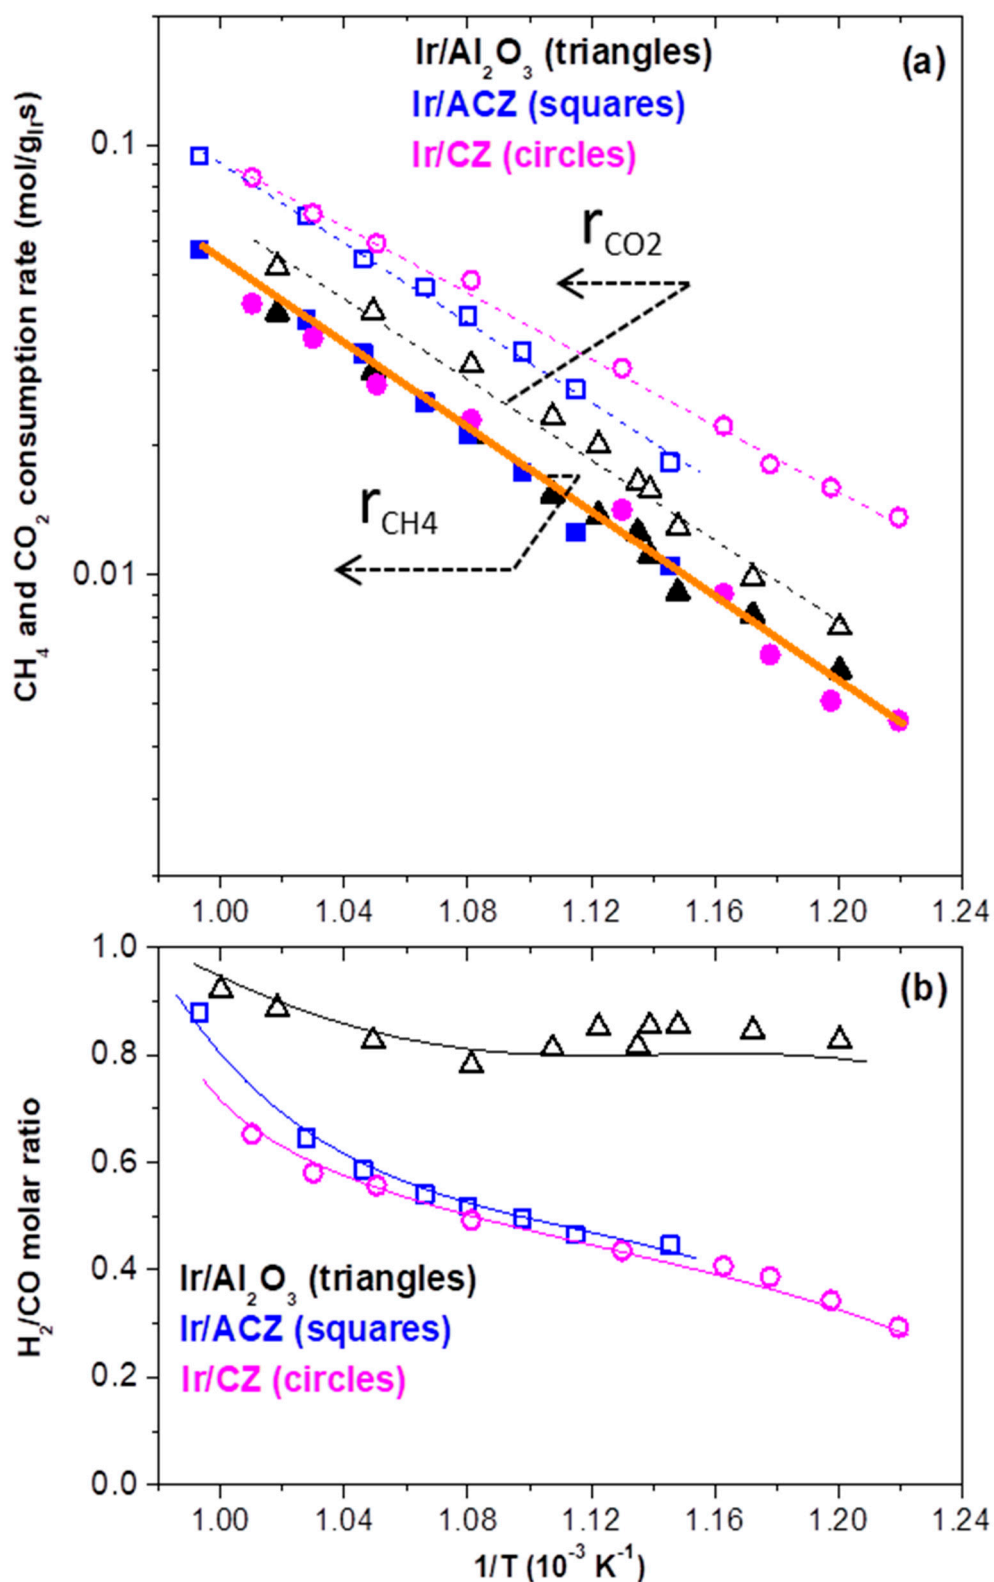 Ir/Al₂O₃ (triangles)
(a)
Ir/ACZ (squares)
Ir/CZ (circles)
CH₄ and CO₂ consumption rate (mol/gᵢᵣs)
0.1
0.01
r_CO2
r_CH4
1.00 1.04 1.08 1.12 1.16 1.20 1.24
(b)
H₂/CO molar ratio
1.0
0.8
0.6
0.4
0.2
0.0
Ir/Al₂O₃ (triangles)
Ir/ACZ (squares)
Ir/CZ (circles)
1.00 1.04 1.08 1.12 1.16 1.20 1.24
1/T (10⁻³ K⁻¹)